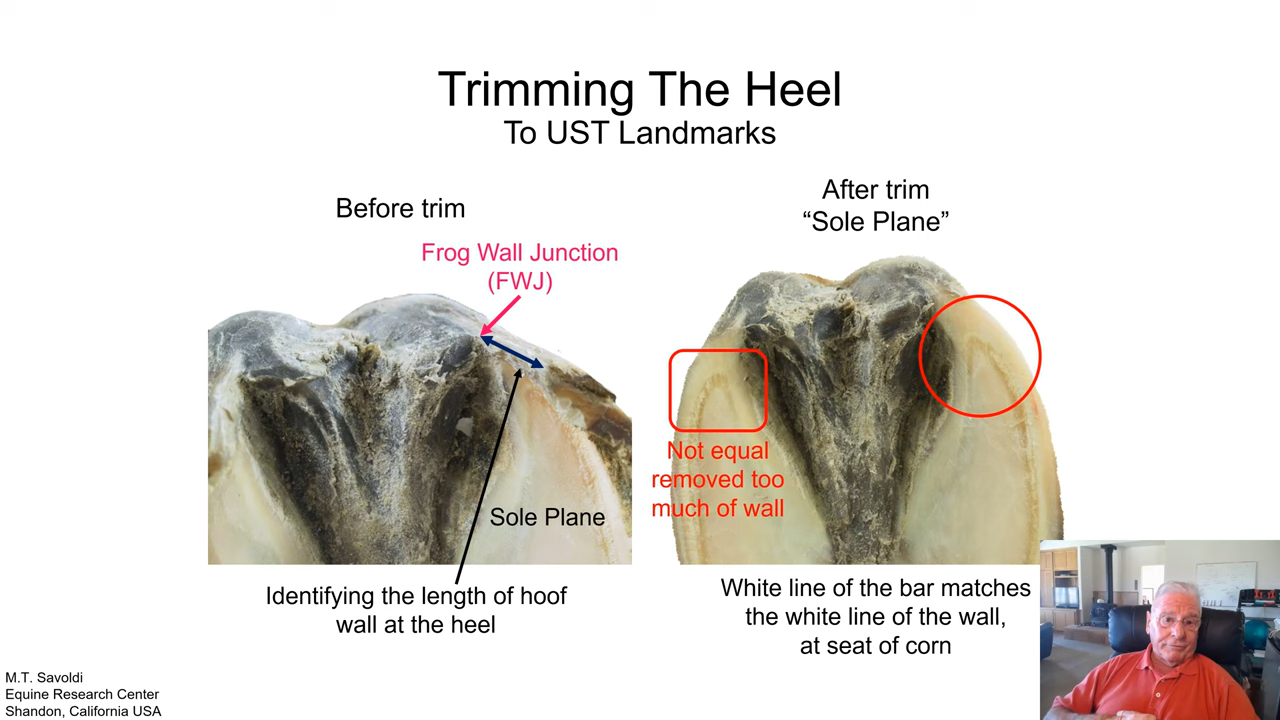 Trimming The Heel
To UST Landmarks
Before trim
Frog Wall Junction
(FWJ)
Sole Plane
Identifying the length of hoof
wall at the heel
After trim
“Sole Plane”
Not equal
removed too
much of wall
White line of the bar matches
the white line of the wall,
at seat of corn
M.T. Savoldi
Equine Research Center
Shandon, California USA